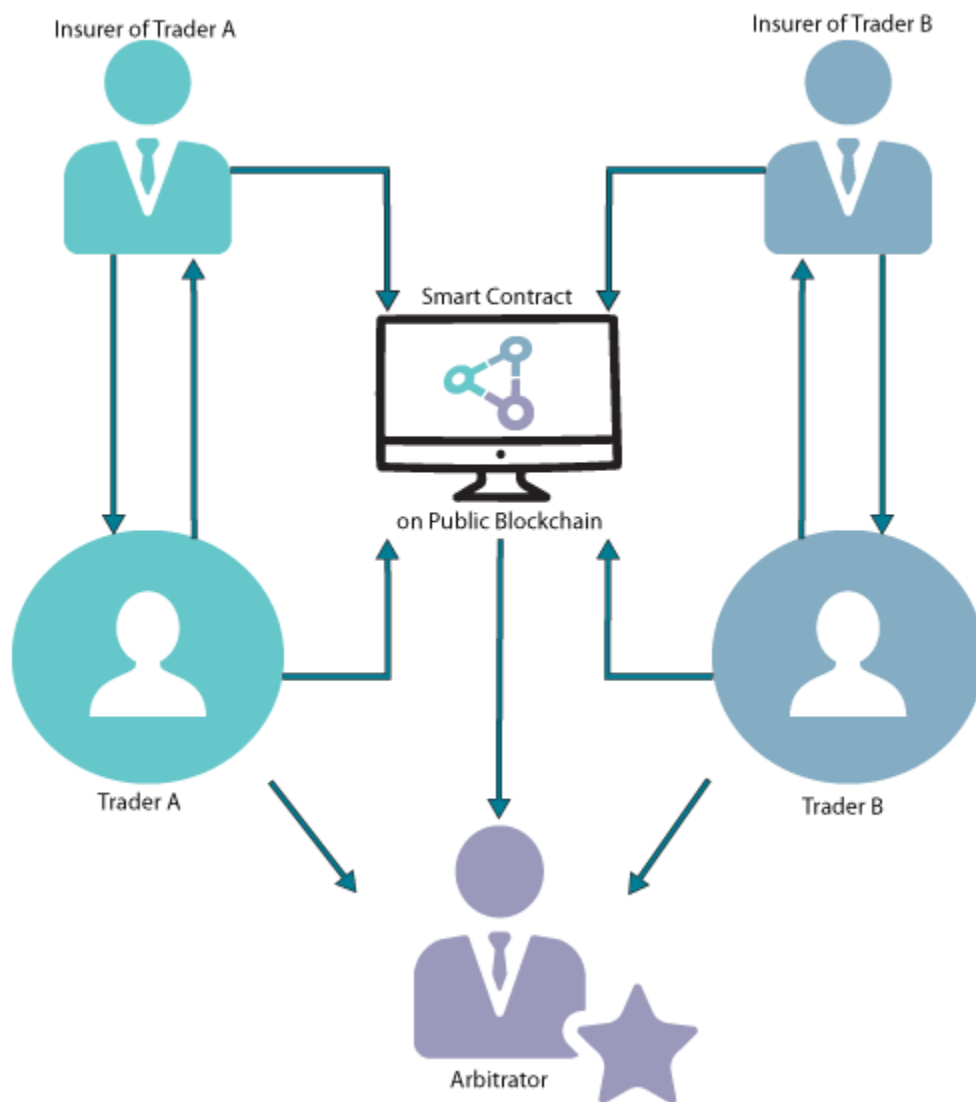 Insurer of Trader A
Insurer of Trader B
Smart Contract
on Public Blockchain
Trader A
Trader B
Arbitrator